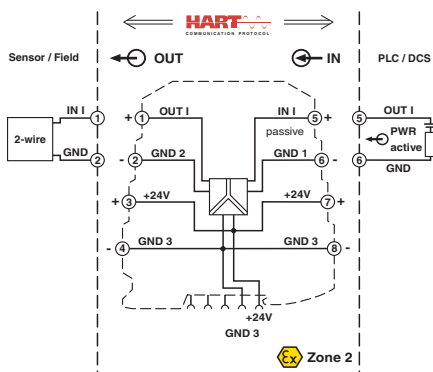 HART
COMMUNICATION PROTOCOL
Sensor / Field
OUT
IN
PLC / DCS
IN I
1
+
1
OUT I
IN I
5
+
5
OUT I
passive
2-wire
PWR
active
GND
2
-
2
GND 2
GND 1
6
-
6
GND
+
3
+24V
+24V
7
+
-
4
GND 3
GND 3
8
-
+24V
GND 3
Ex
Zone 2